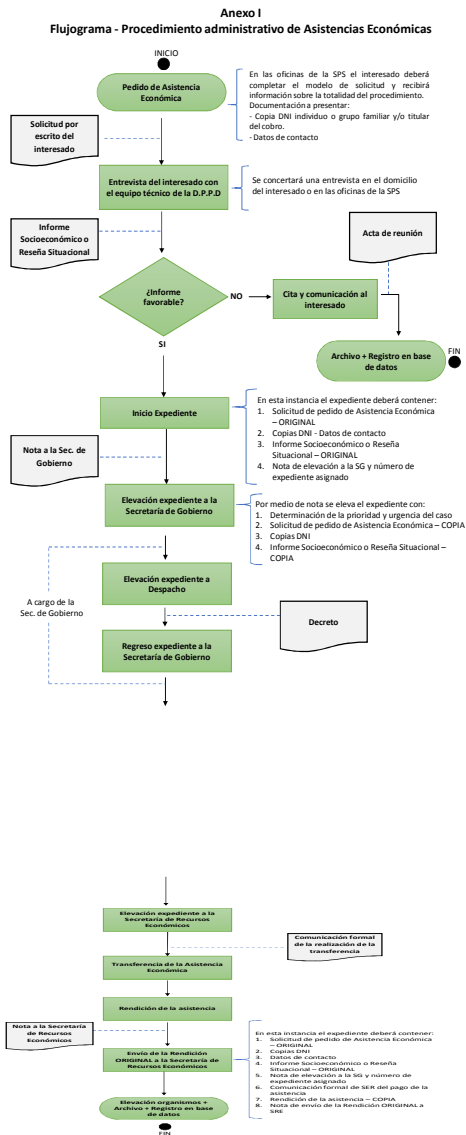 Anexo I
Flujograma - Procedimiento administrativo de Asistencias Económicas
INICIO
Pedido de Asistencia
Económica
En las oficinas de la SPS el interesado deberá
completar el modelo de solicitud y recibirá
información sobre la totalidad del procedimiento.
Documentación a presentar:
- Copia DNI individuo o grupo familiar y/o titular
del cobro.
- Datos de contacto
Solicitud por
escrito del
interesado
Entrevista del interesado con
el equipo técnico de la D.P.P.D
Se concertará una entrevista en el domicilio
del interesado o en las oficinas de la SPS
Informe
Socioeconómico o
Reseña Situacional
Acta de reunión
¿Informe
favorable?
NO
Cita y comunicación al
interesado
SI
Archivo + Registro en base
de datos
FIN
Inicio Expediente
En esta instancia el expediente deberá contener:
1. Solicitud de pedido de Asistencia Económica
– ORIGINAL
2. Copias DNI - Datos de contacto
3. Informe Socioeconómico o Reseña
Situacional – ORIGINAL
4. Nota de elevación a la SG y número de
expediente asignado
Nota a la Sec. de
Gobierno
Elevación expediente a la
Secretaría de Gobierno
Por medio de nota se eleva el expediente con:
1. Determinación de la prioridad y urgencia del caso
2. Solicitud de pedido de Asistencia Económica – COPIA
3. Copias DNI
4. Informe Socioeconómico o Reseña Situacional –
COPIA
Elevación expediente a
Despacho
A cargo de la
Sec. de Gobierno
Decreto
Regreso expediente a la
Secretaría de Gobierno
Elevación expediente a la
Secretaría de Recursos
Económicos
Comunicación formal
de la realización de la
transferencia
Transferencia de la Asistencia
Económica
Rendición de la asistencia
Nota a la Secretaría
de Recursos
Económicos
Envío de la Rendición
ORIGINAL a la Secretaría de
Recursos Económicos
En esta instancia el expediente deberá contener:
1. Solicitud de pedido de Asistencia Económica
– ORIGINAL
2. Copias DNI
3. Datos de contacto
4. Informe Socioeconómico o Reseña
Situacional – ORIGINAL
5. Nota de elevación a la SG y número de
expediente asignado
6. Comunicación formal de SER del pago de la
asistencia
7. Rendición de la asistencia – COPIA
8. Nota de envío de la Rendición ORIGINAL a
SRE
Elevación organismos +
Archivo + Registro en base
de datos
FIN